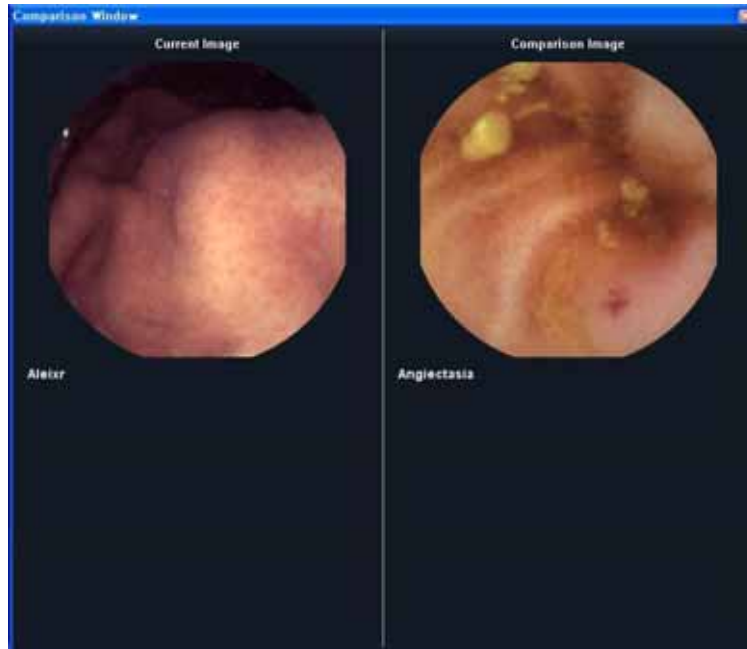 Comparison Window
Current Image
Comparison Image
Aleixr
Angiectasia